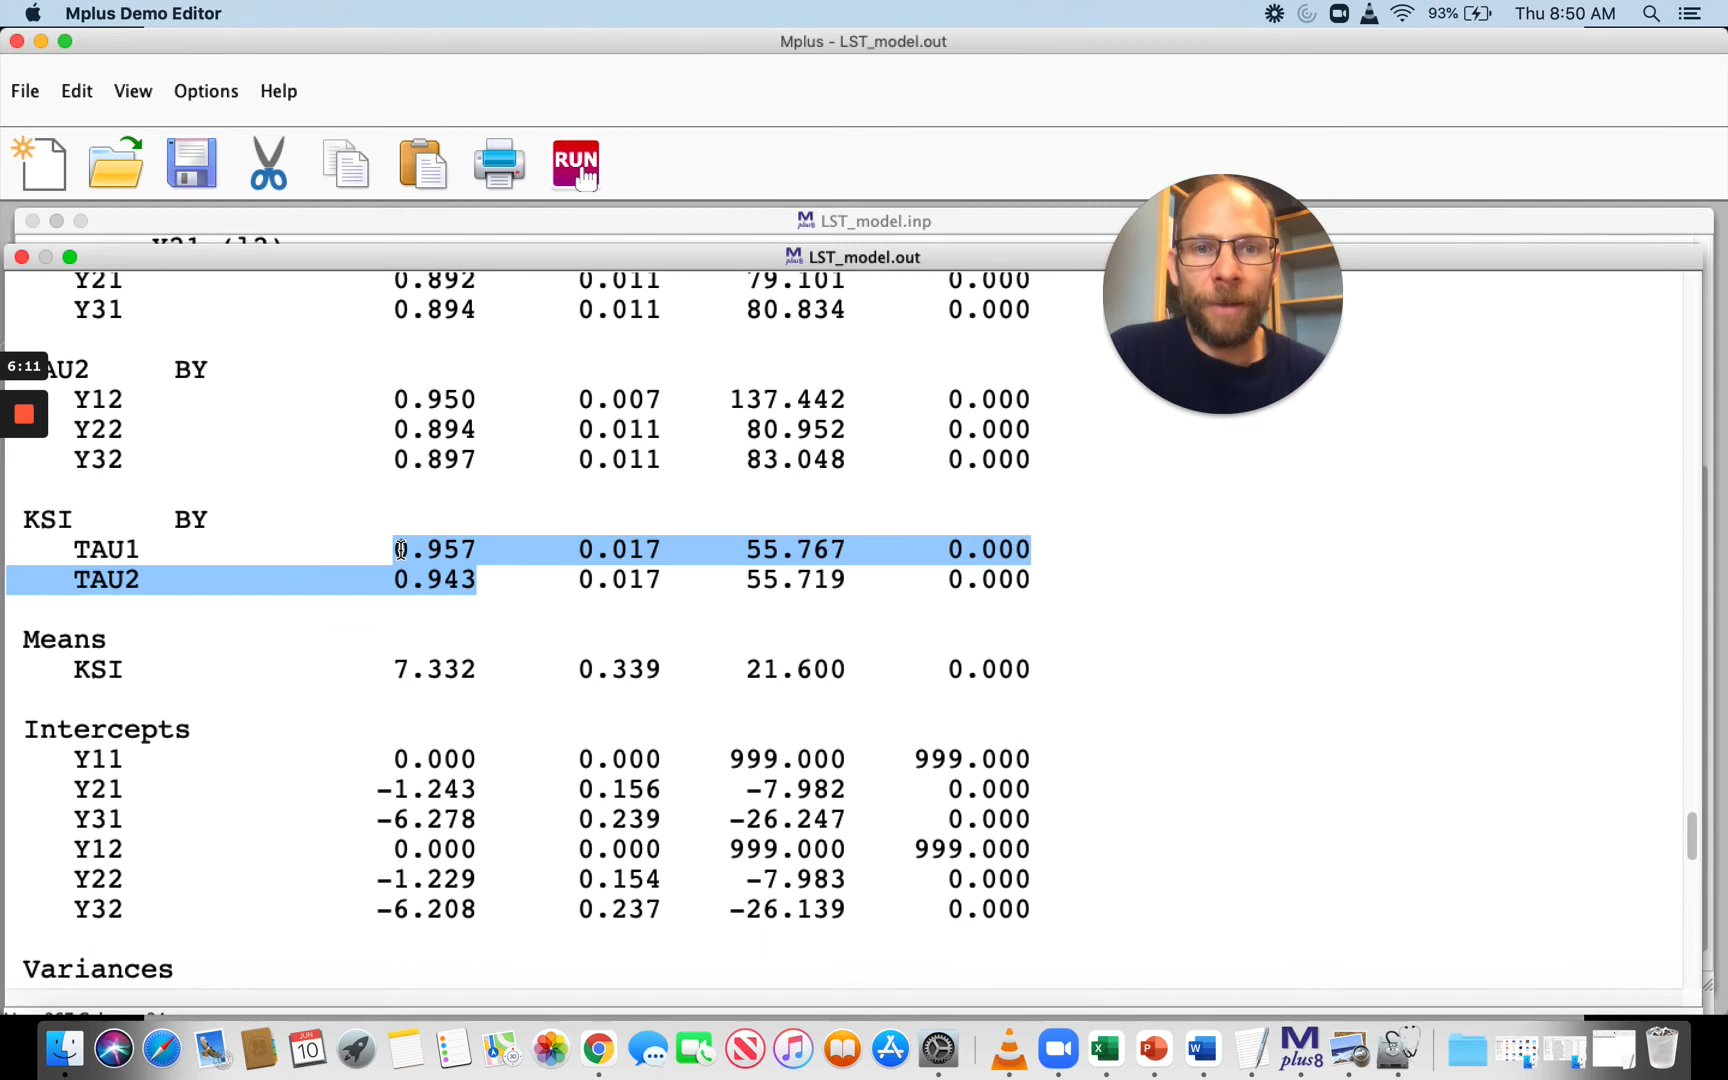 Mplus Demo Editor
93%
Thu 8:50 AM
Mplus - LST_model.out
File Edit View Options Help
RUN
M plus8 LST_model.inp
Y21 (l2)
M plus8 LST_model.out
Y21 0.892 0.011 79.101 0.000
Y31 0.894 0.011 80.834 0.000
6:11
AU2 BY
Y12 0.950 0.007 137.442 0.000
Y22 0.894 0.011 80.952 0.000
Y32 0.897 0.011 83.048 0.000
KSI BY
TAU1 0.957 0.017 55.767 0.000
TAU2 0.943 0.017 55.719 0.000
Means
KSI 7.332 0.339 21.600 0.000
Intercepts
Y11 0.000 0.000 999.000 999.000
Y21 -1.243 0.156 -7.982 0.000
Y31 -6.278 0.239 -26.247 0.000
Y12 0.000 0.000 999.000 999.000
Y22 -1.229 0.154 -7.983 0.000
Y32 -6.208 0.237 -26.139 0.000
Variances
JUN
10
M
plus8